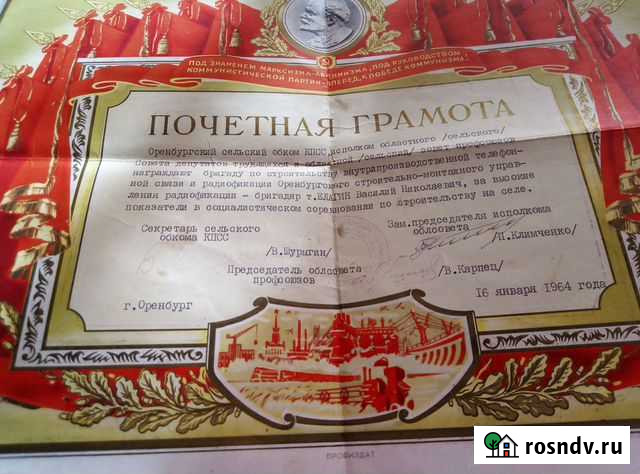 ПОД ЗНАМЕНЕМ МАРКСИЗМА-ЛЕНИНИЗМА, ПОД РУКОВОДСТВОМ
КОММУНИСТИЧЕСКОЙ ПАРТИИ-ВПЕРЕД, К ПОБЕДЕ КОММУНИЗМА!
ПОЧЕТНАЯ ГРАМОТА
Оренбургский сельский обком КПСС, исполком областного /сельского/
Совета депутатов трудящихся и областной /сельский/ совет профсоюзов
награждают бригаду по строительству внутрипроизводственной телефон-
ной связи и радиофикации Оренбургского строительно-монтажного управ-
ления радиофикации - бригадир т.ЕЛАГИН Василий Николаевич, за высокие
показатели в социалистическом соревновании по строительству на селе.
Секретарь сельского
обкома КПСС
/В.Шурыгин/
Зам.председателя исполкома
облсовета
/П.Климченко/
Председатель облсовета
профсоюзов
/В.Карпец/
г.Оренбург
16 января 1964 года
ПРОФИЗДАТ
rosndv.ru